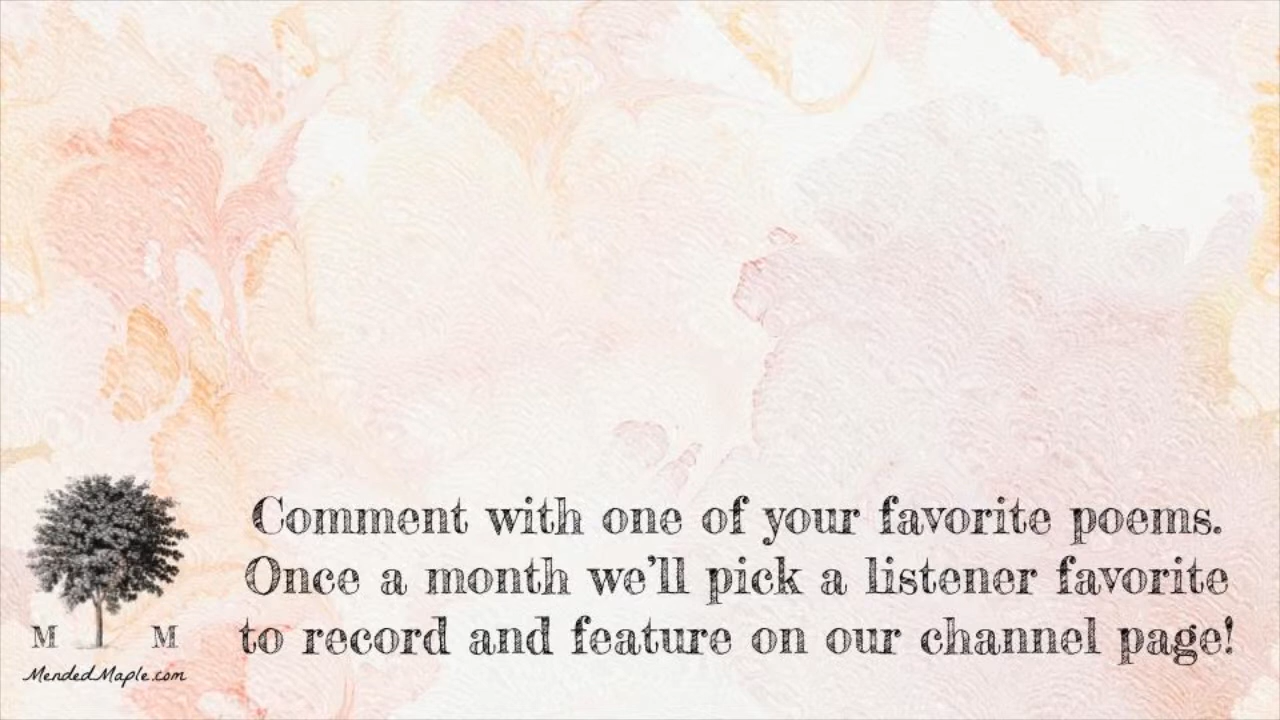 Comment with one of your favorite poems.
Once a month we'll pick a listener favorite
to record and feature on our channel page!
M M
MendedMaple.com